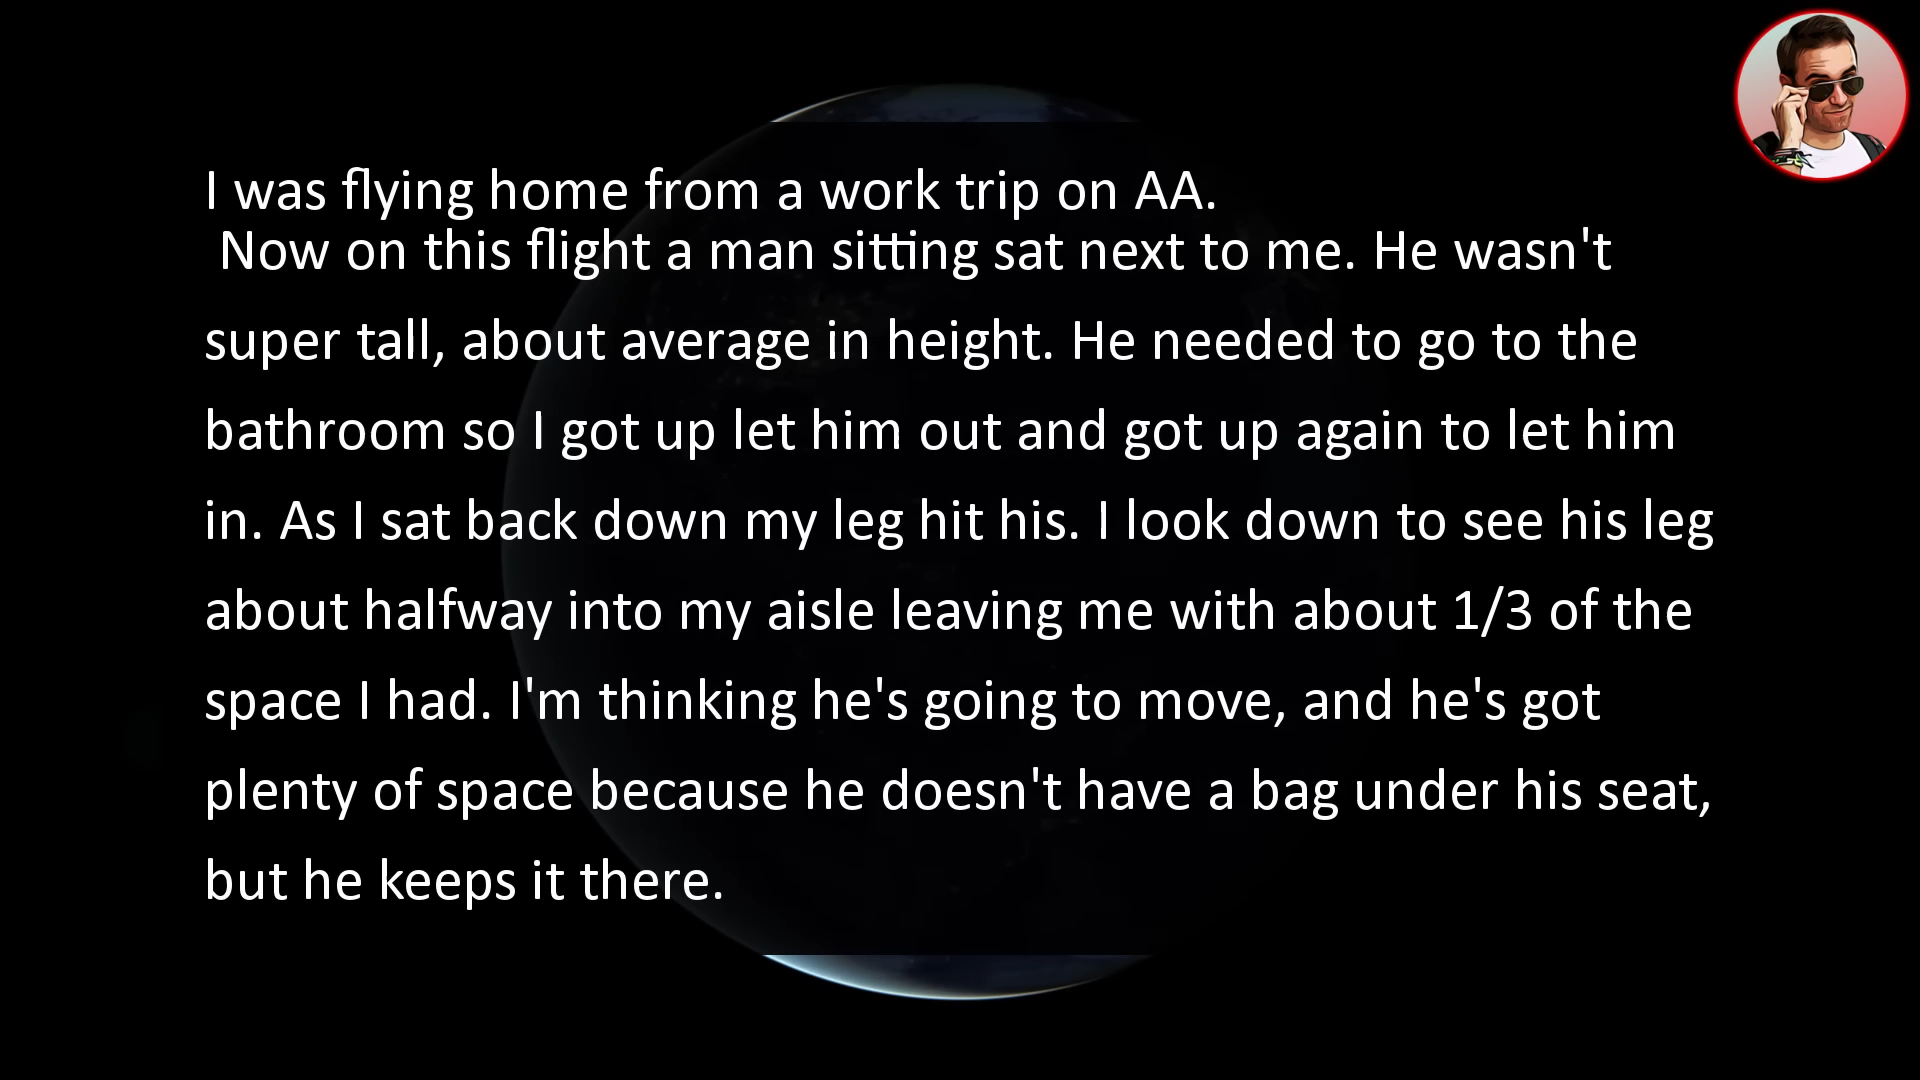 I was flying home from a work trip on AA.
Now on this flight a man sitting sat next to me. He wasn't
super tall, about average in height. He needed to go to the
bathroom so I got up let him out and got up again to let him
in. As I sat back down my leg hit his. I look down to see his leg
about halfway into my aisle leaving me with about 1/3 of the
space I had. I'm thinking he's going to move, and he's got
plenty of space because he doesn't have a bag under his seat,
but he keeps it there.